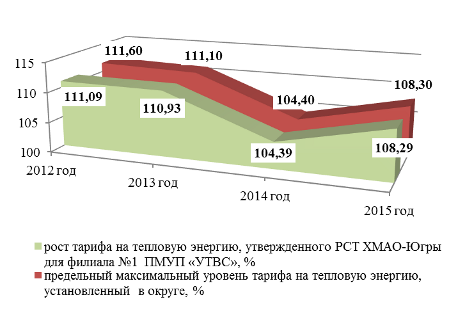 111,60
111,10
115
110
105
100
111,09
110,93
104,40
104,39
108,30
108,29
2012 год
2013 год
2014 год
2015 год
рост тарифа на тепловую энергию, утвержденного РСТ ХМАО-Югры
для филиала №1 ПМУП «УТВС», %
предельный максимальный уровень тарифа на тепловую энергию,
установленный в округе, %